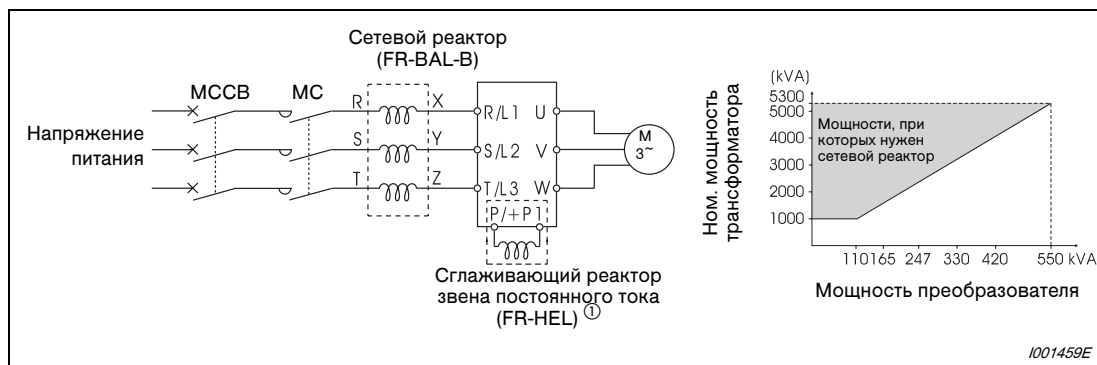 Сетевой реактор
(FR-BAL-B)
MCCB
MC
R
X
R/L1
U
Напряжение
питания
S
Y
S/L2
V
M
3~
T
Z
T/L3
W
P/+
P1
Сглаживающий реактор
звена постоянного тока
(FR-HEL) ①
Ном. мощность
трансформатора
(kVA)
5300
5000
4000
3000
2000
1000
Мощности, при
которых нужен
сетевой реактор
110
165
247
330
420
550 kVA
Мощность преобразователя
I001459E